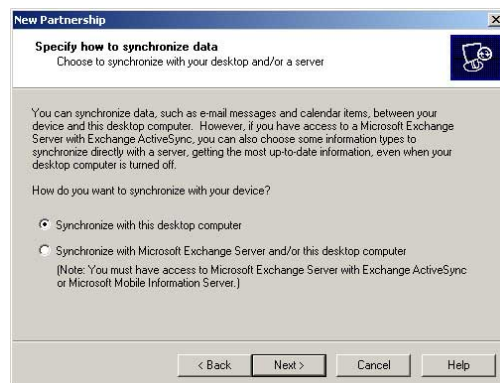 New Partnership
Specify how to synchronize data
Choose to synchronize with your desktop and/or a server
You can synchronize data, such as e-mail messages and calendar items, between your
device and this desktop computer. However, if you have access to a Microsoft Exchange
Server with Exchange ActiveSync, you can also choose some information types to
synchronize directly with a server, getting the most up-to-date information, even when your
desktop computer is turned off.
How do you want to synchronize with your device?
Synchronize with this desktop computer
Synchronize with Microsoft Exchange Server and/or this desktop computer
(Note: You must have access to Microsoft Exchange Server with Exchange ActiveSync
or Microsoft Mobile Information Server.)
< Back Next > Cancel Help